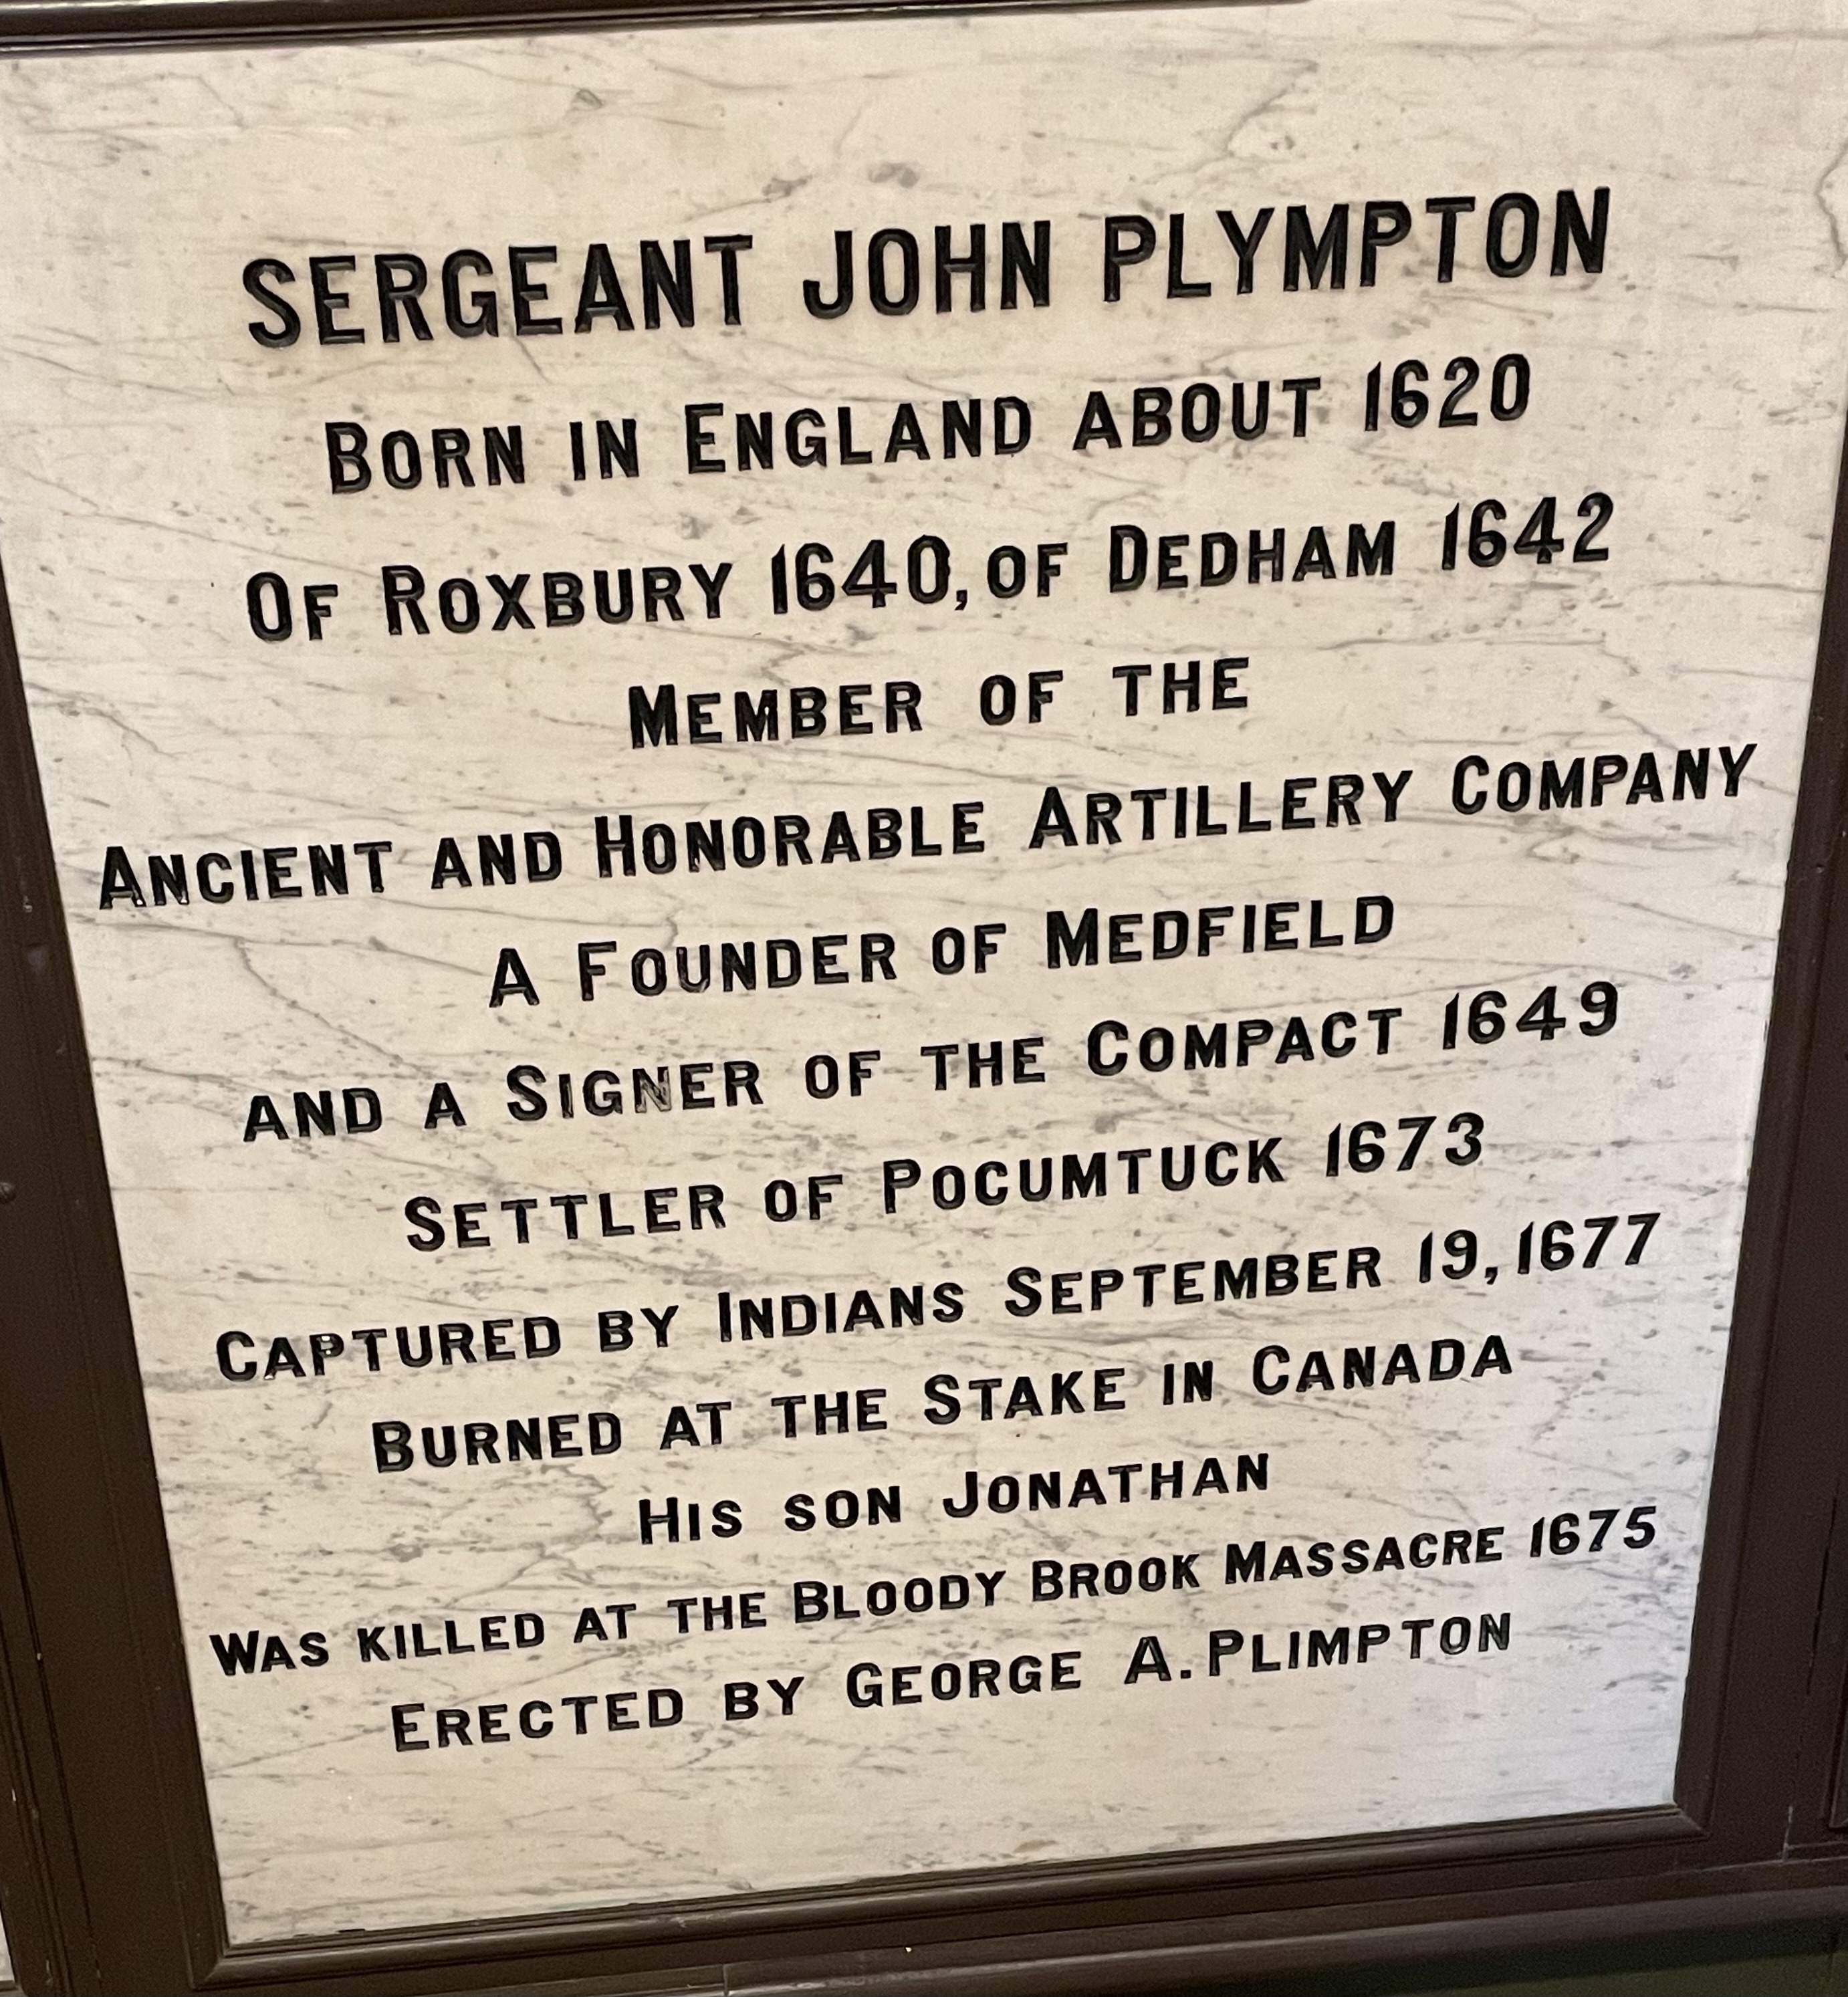 SERGEANT JOHN PLYMPTON
BORN IN ENGLAND ABOUT 1620
OF ROXBURY 1640, OF DEDHAM 1642
MEMBER OF THE
ANCIENT AND HONORABLE ARTILLERY COMPANY
A FOUNDER OF MEDFIELD
AND A SIGNER OF THE COMPACT 1649
SETTLER OF POCUMTUCK 1673
CAPTURED BY INDIANS SEPTEMBER 19, 1677
BURNED AT THE STAKE IN CANADA
HIS SON JONATHAN
WAS KILLED AT THE BLOODY BROOK MASSACRE 1675
ERECTED BY GEORGE A. PLIMPTON